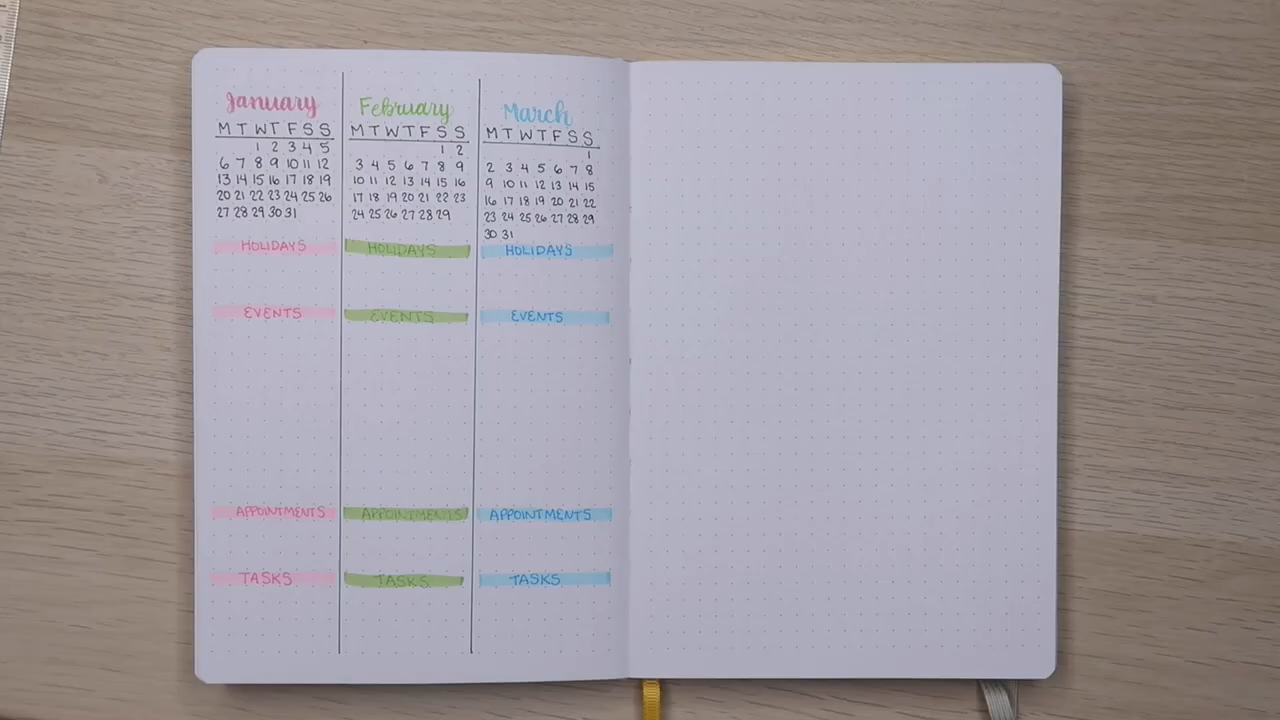 January
M T W T F S S
1 2 3 4 5
6 7 8 9 10 11 12
13 14 15 16 17 18 19
20 21 22 23 24 25 26
27 28 29 30 31
HOLIDAYS
EVENTS
APPOINTMENTS
TASKS
February
M T W T F S S
1 2
3 4 5 6 7 8 9
10 11 12 13 14 15 16
17 18 19 20 21 22 23
24 25 26 27 28 29
HOLIDAYS
EVENTS
APPOINTMENTS
TASKS
March
M T W T F S S
1
2 3 4 5 6 7 8
9 10 11 12 13 14 15
16 17 18 19 20 21 22
23 24 25 26 27 28 29
30 31
HOLIDAYS
EVENTS
APPOINTMENTS
TASKS